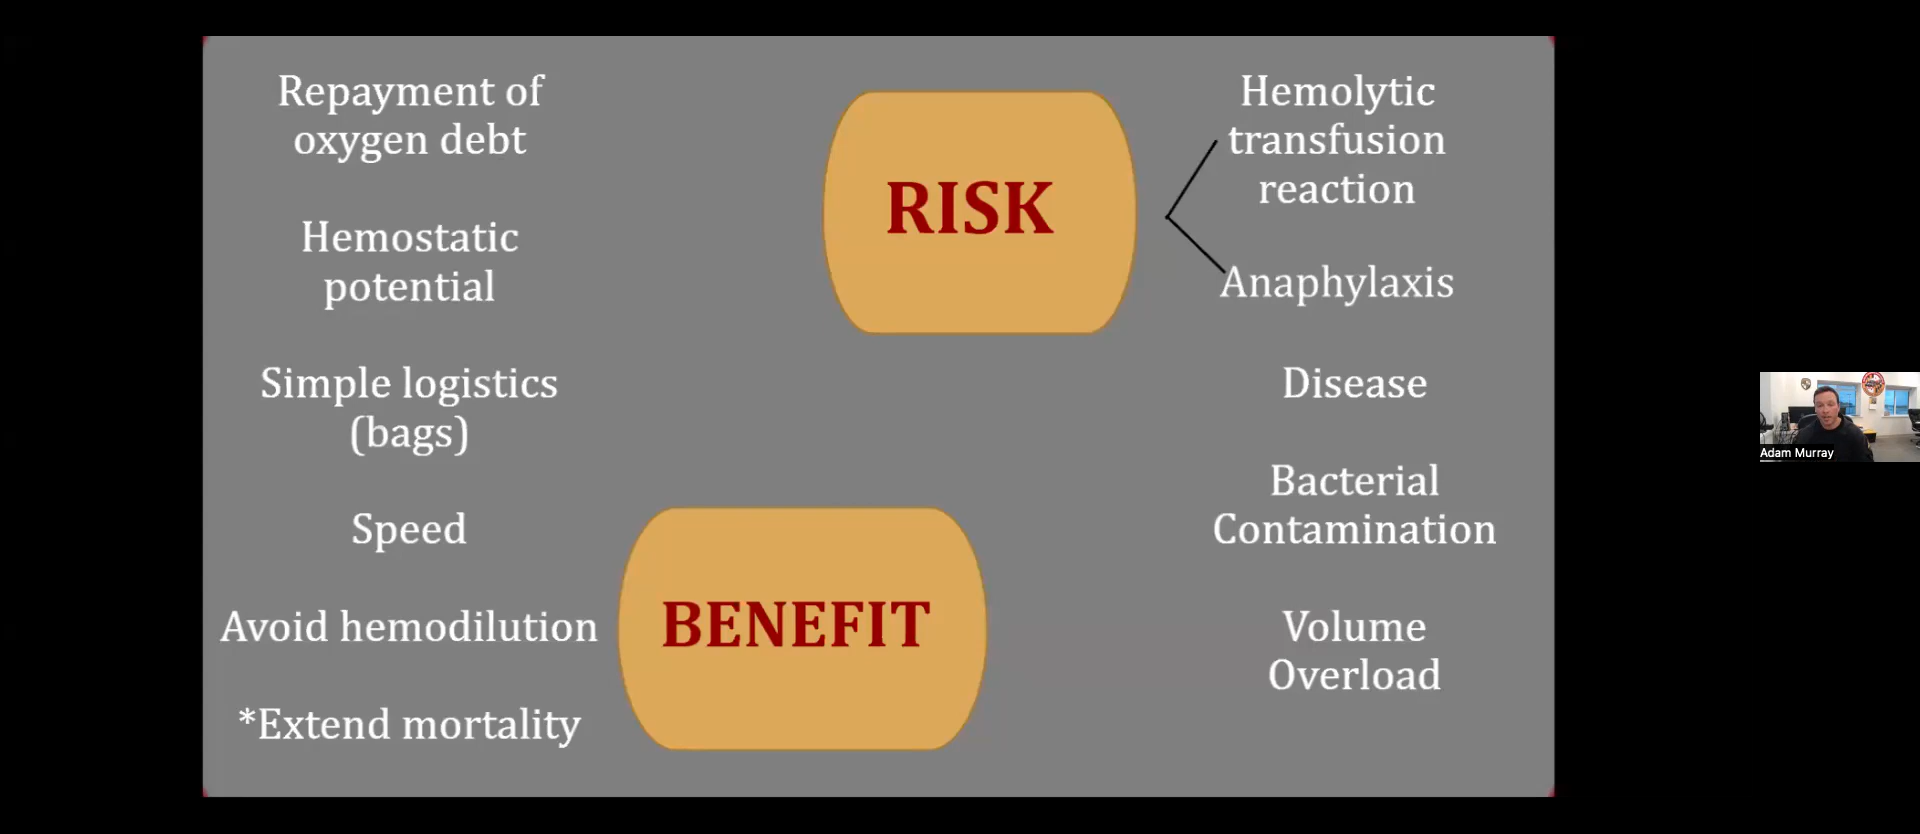 Repayment of
oxygen debt
Hemostatic
potential
Simple logistics
(bags)
Speed
Avoid hemodilution
*Extend mortality
RISK
BENEFIT
Hemolytic
transfusion
reaction
Anaphylaxis
Disease
Bacterial
Contamination
Volume
Overload
Adam Murray